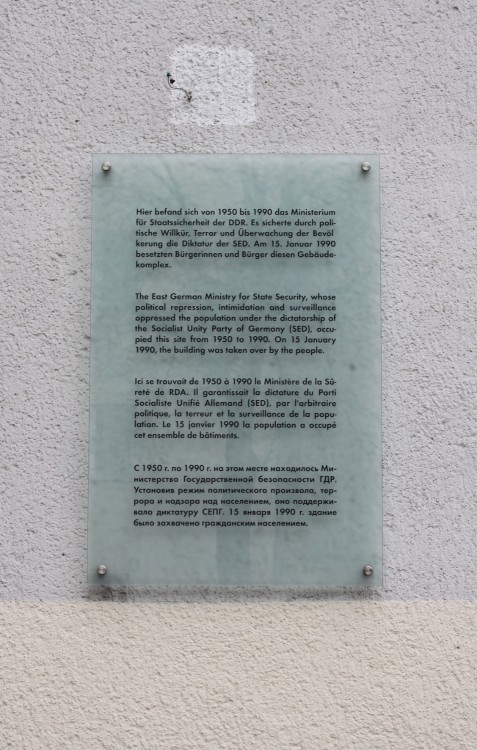 Hier befand sich von 1950 bis 1990 das Ministerium
für Staatssicherheit der DDR. Es sicherte durch poli-
tische Willkür, Terror und Überwachung der Bevöl
kerung die Diktatur der SED. Am 15. Januar 1990
besetzten Bürgerinnen und Bürger diesen Gebäude-
komplex.
The East German Ministry for State Security, whose
political repression, intimidation and surveillance
oppressed the population under the dictatorship of
the Socialist Unity Party of Germany (SED), occu-
pied this site from 1950 to 1990. On 15 January
1990, the building was taken over by the people.
Ici se trouvait de 1950 à 1990 le Ministère de la Sû-
reté de RDA. Il garantissait la dictature du Parti
Socialiste Unifié Allemand (SED), par l'arbitraire
politique, la terreur et la surveillance de la popu-
lation. Le 15 janvier 1990 la population a occupé
cet ensemble de bâtiments.
С 1950 г. по 1990 г. на этом месте находилось Ми-
нистерство Государственной безопасности ГДР.
Установив режим политического произвола, тер-
рора и надзора над населением, оно поддержи-
вало диктатуру СЕПГ. 15 января 1990 г. здание
было захвачено гражданским населением.